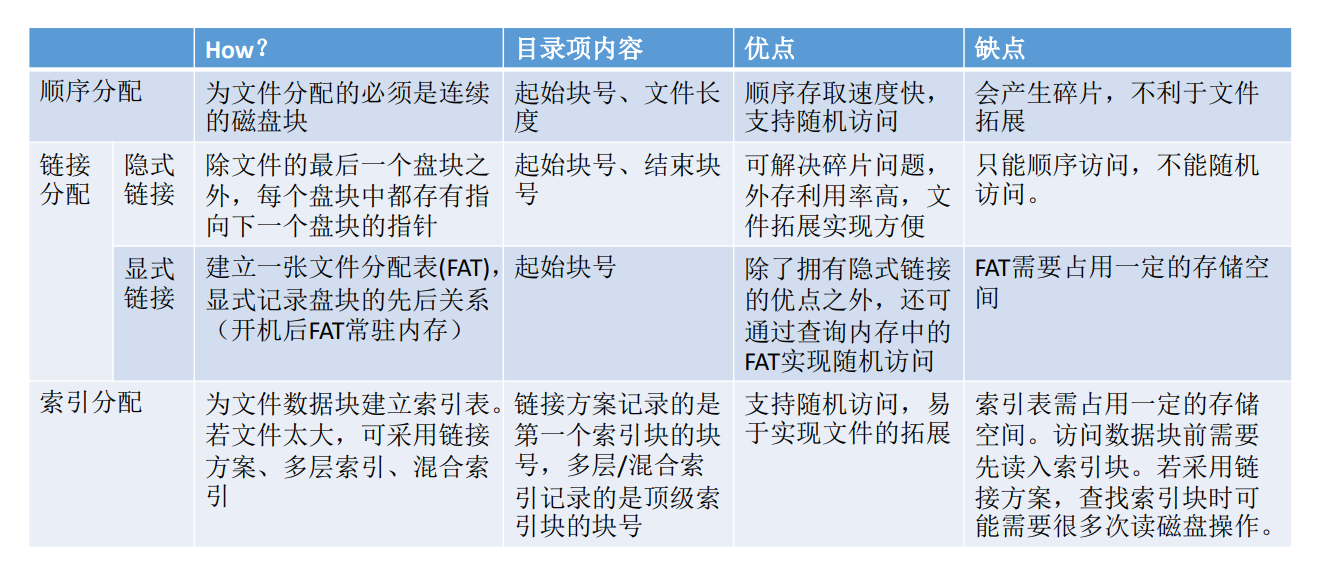 How？
目录项内容
优点
缺点
顺序分配
为文件分配的必须是连续
的磁盘块
起始块号、文件长
度
顺序存取速度快，
支持随机访问
会产生碎片，不利于文件
拓展
链接
分配
隐式
链接
除文件的最后一个盘块之
外，每个盘块中都存有指
向下一个盘块的指针
起始块号、结束块
号
可解决碎片问题，
外存利用率高，文
件拓展实现方便
只能顺序访问，不能随机
访问。
显式
链接
建立一张文件分配表(FAT)，
显式记录盘块的先后关系
（开机后FAT常驻内存）
起始块号
除了拥有隐式链接
的优点之外，还可
通过查询内存中的
FAT实现随机访问
FAT需要占用一定的存储空
间
索引分配
为文件数据块建立索引表。
若文件太大，可采用链接
方案、多层索引、混合索
引
链接方案记录的是
第一个索引块的块
号，多层/混合索
引记录的是顶级索
引块的块号
支持随机访问，易
于实现文件的拓展
索引表需占用一定的存储
空间。访问数据块前需要
先读入索引块。若采用链
接方案，查找索引块时可
能需要很多次读磁盘操作。